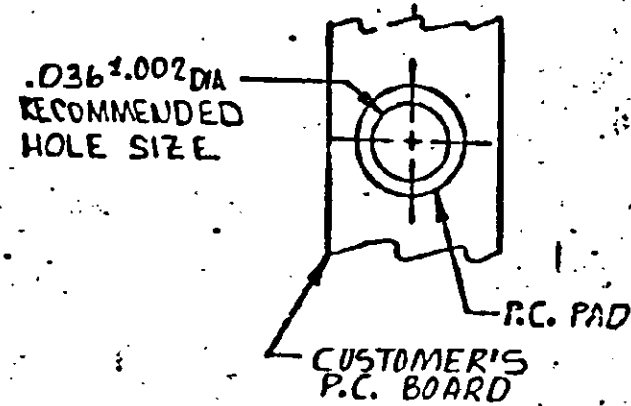 .036±.002 DIA
RECOMMENDED
HOLE SIZE
P.C. PAD
CUSTOMER'S
P.C. BOARD